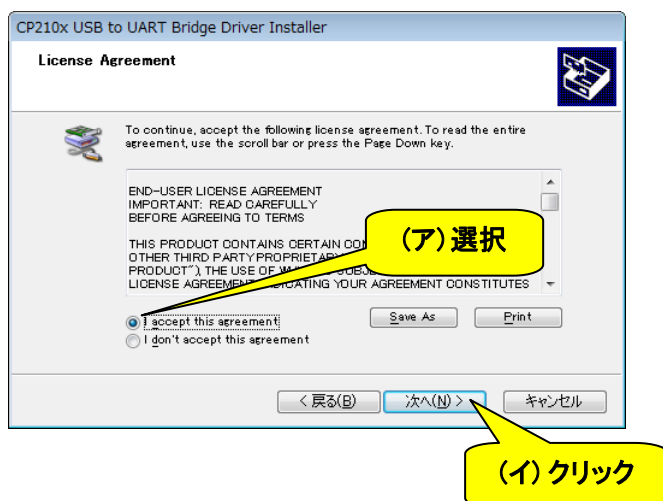 CP210x USB to UART Bridge Driver Installer
License Agreement
To continue, accept the following license agreement. To read the entire
agreement, use the scroll bar or press the Page Down key.
END-USER LICENSE AGREEMENT
IMPORTANT: READ CAREFULLY
BEFORE AGREEING TO TERMS
THIS PRODUCT CONTAINS CERTAIN
OTHER THIRD PARTY
PRODUCT"), THE USE OF
LICENSE AGREEMENT YOUR AGREEMENT CONSTITUTES
(ア) 選択
I accept this agreement
I don't accept this agreement
Save As
Print
< 戻る(B)
次へ(N) >
キャンセル
(イ) クリック